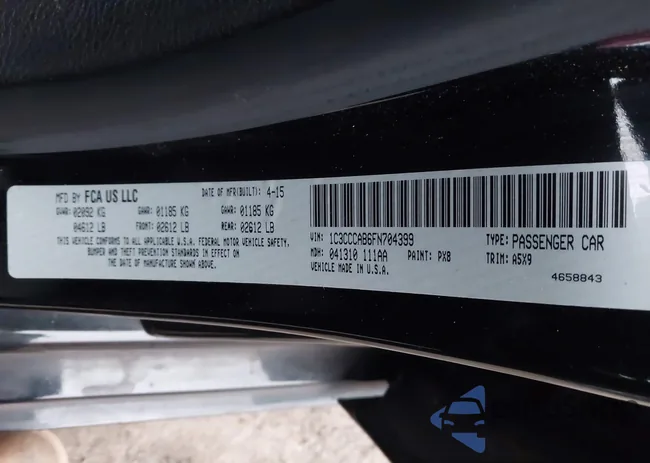 MFD BY FCA US LLC DATE OF MFR(BUILT): 4-15
GVWR: 02092 KG GAWR: 01185 KG GAWR: 01185 KG
04612 LB FRONT: 02612 LB REAR: 02612 LB
THIS VEHICLE CONFORMS TO ALL APPLICABLE U.S.A. FEDERAL MOTOR VEHICLE SAFETY,
BUMPER AND THEFT PREVENTION STANDARDS IN EFFECT ON
THE DATE OF MANUFACTURE SHOWN ABOVE.
VIN: 1C3CCCAB6FN704399 TYPE: PASSENGER CAR
MDH: 041310 111AA PAINT: PX8 TRIM: A5X9
VEHICLE MADE IN U.S.A. 4658843